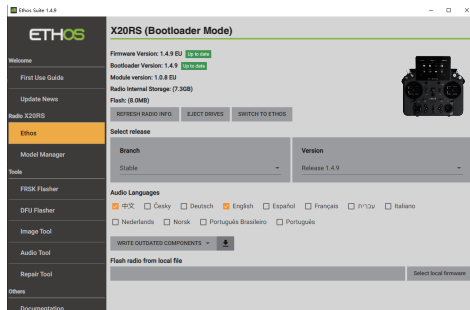 Ethos Suite 1.4.9
ETHOS
Welcome
First Use Guide
Update News
Radio X20RS
Ethos
Model Manager
Tools
FRSK Flasher
DFU Flasher
Image Tool
Audio Tool
Repair Tool
Others
Documentation
X20RS (Bootloader Mode)
Firmware Version: 1.4.9 EU Up to date
Bootloader Version: 1.4.9 Up to date
Module version: 1.0.8 EU
Radio Internal Storage: (7.3GB)
Flash: (8.0MB)
REFRESH RADIO INFO. EJECT DRIVES SWITCH TO ETHOS
Select release
Branch Version
Stable Release 1.4.9
Audio Languages
中文 Česky Deutsch English Español Français עברית Italiano
Nederlands Norsk Português Brasileiro Português
WRITE OUTDATED COMPONENTS
Flash radio from local file
Select local firmware